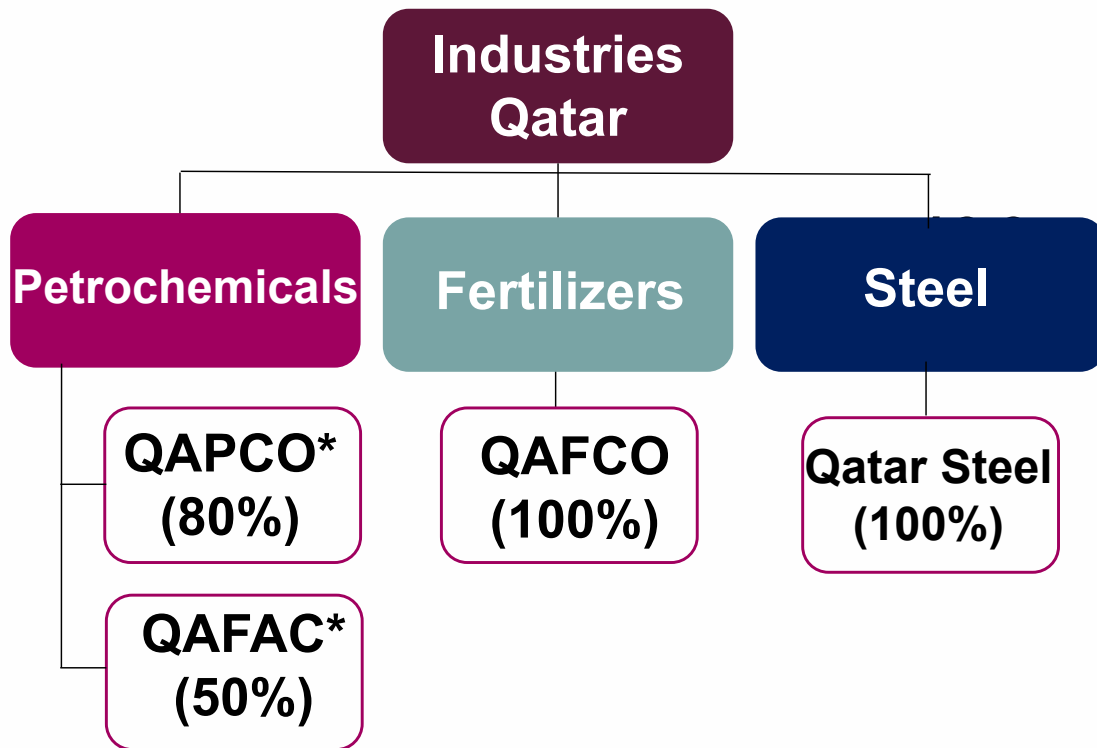 Industries
Qatar
Petrochemicals
Fertilizers
Steel
QAPCO*
(80%)
QAFCO
(100%)
Qatar Steel
(100%)
QAFAC*
(50%)